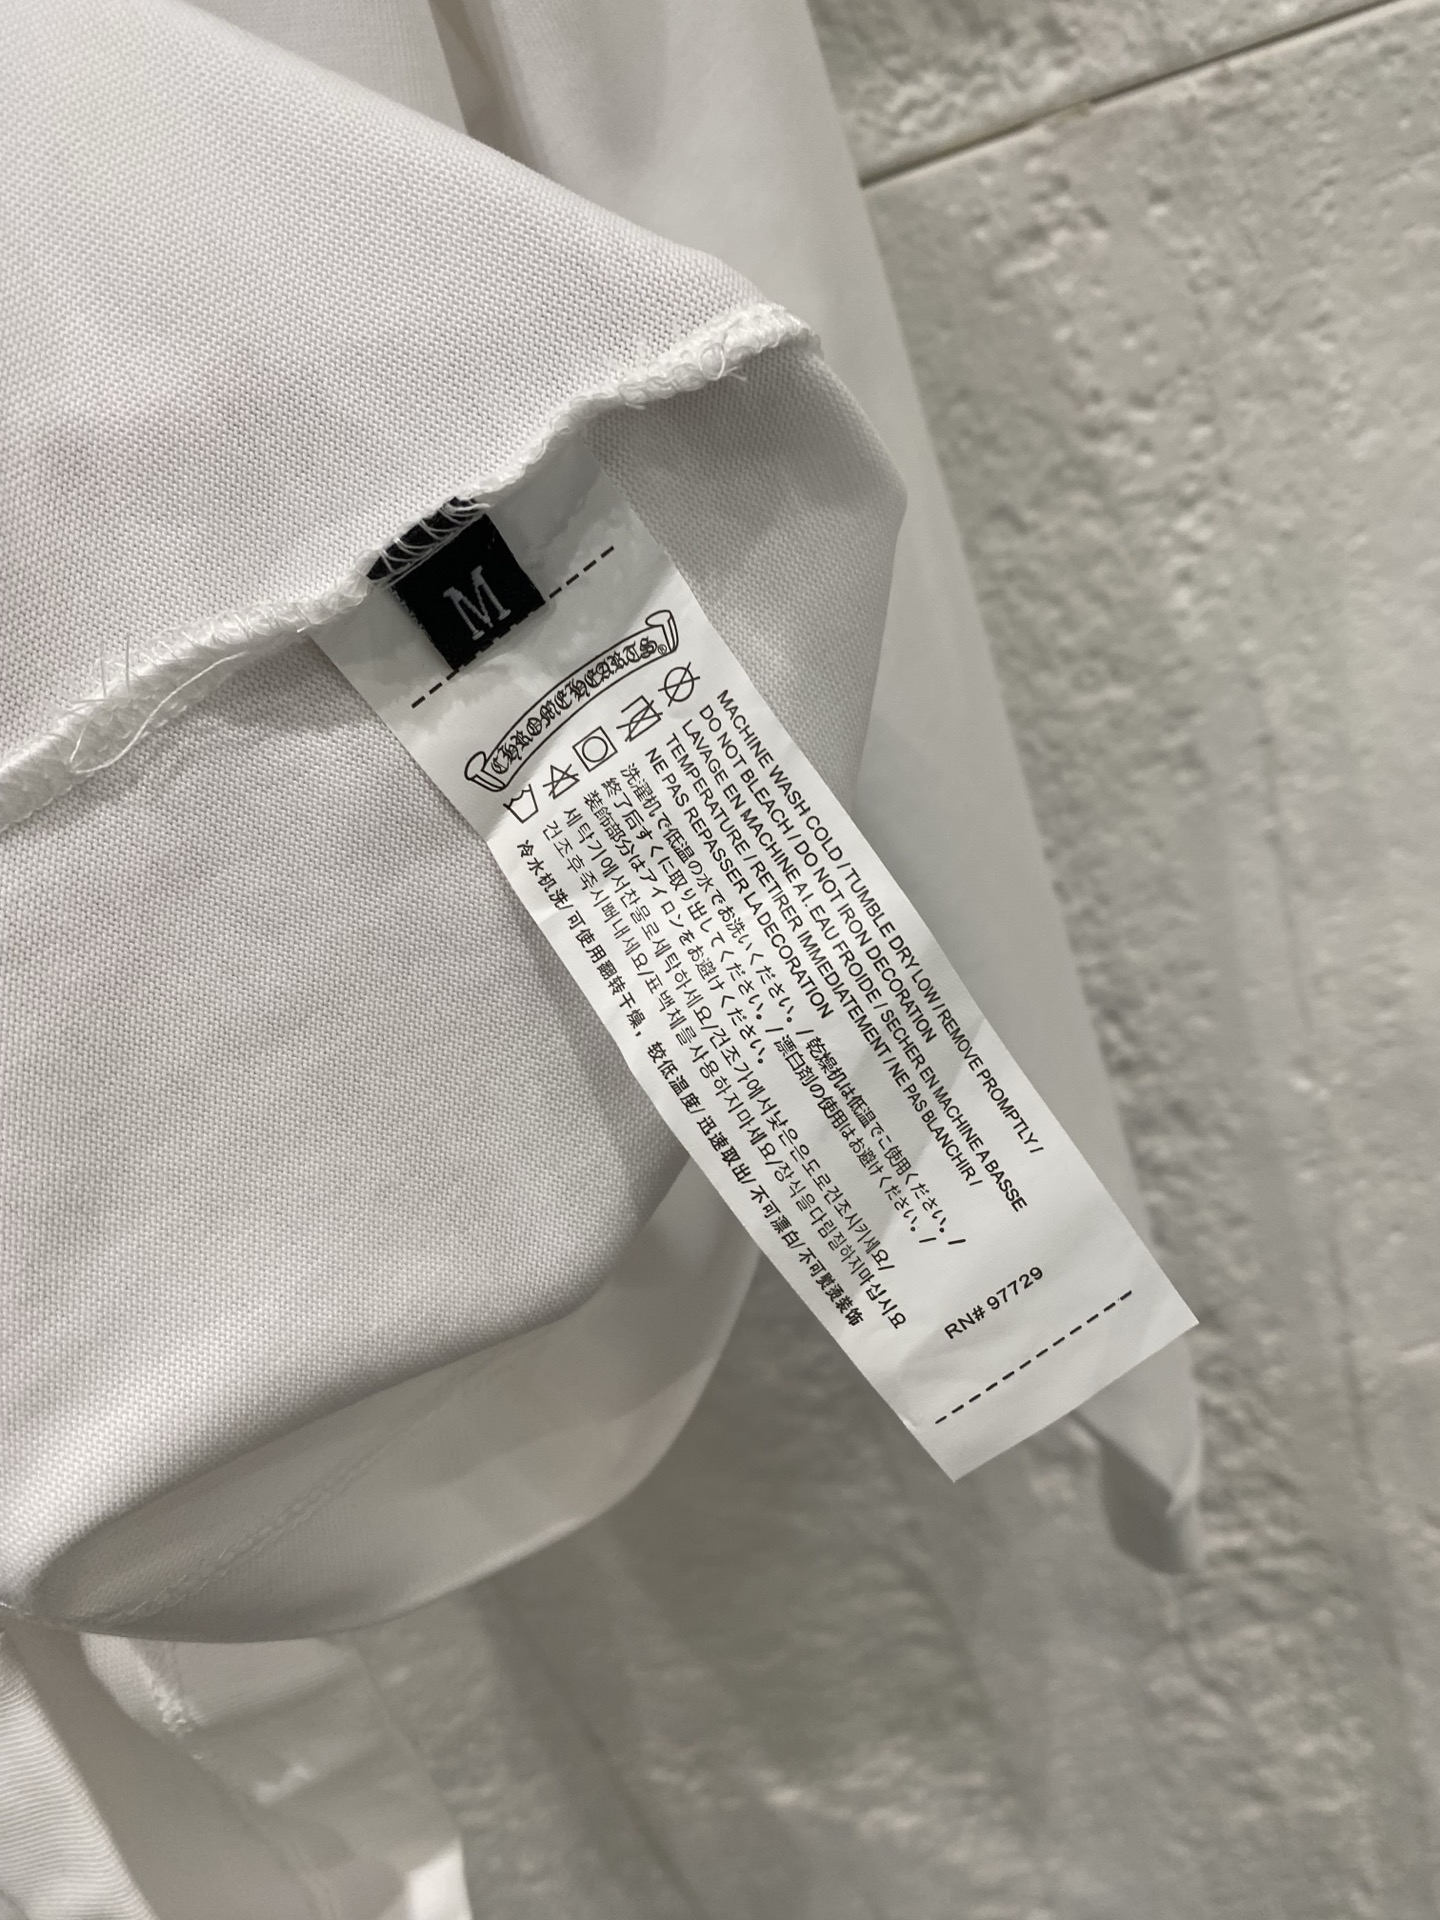 M
CHROME HEARTS®
MACHINE WASH COLD / TUMBLE DRY LOW / REMOVE PROMPTLY /
DO NOT BLEACH / DO NOT IRON DECORATION
LAVAGE EN MACHINE A I. EAU FROIDE / SECHER EN MACHINE A BASSE
TEMPERATURE / RETIRER IMMEDIATEMENT / NE PAS BLANCHIR /
NE PAS REPASSER LA DECORATION
洗濯机で低温の水でお洗いください。/ 乾燥机は低温でご使用ください。/
終了后すぐに取り出してください。/ 漂白剤の使用はお避けください。/
装飾部分はアイロンをお避けください。
세탁기에서찬물로세탁하세요/건조기에서낮은온도로건조시키세요/
건조후즉시빼내세요/표백제를사용하지마세요/장식을다림질하지마십시요
冷水机洗/可使用翻转干燥，较低温度/迅速取出/不可漂白/不可熨烫装饰
RN# 97729